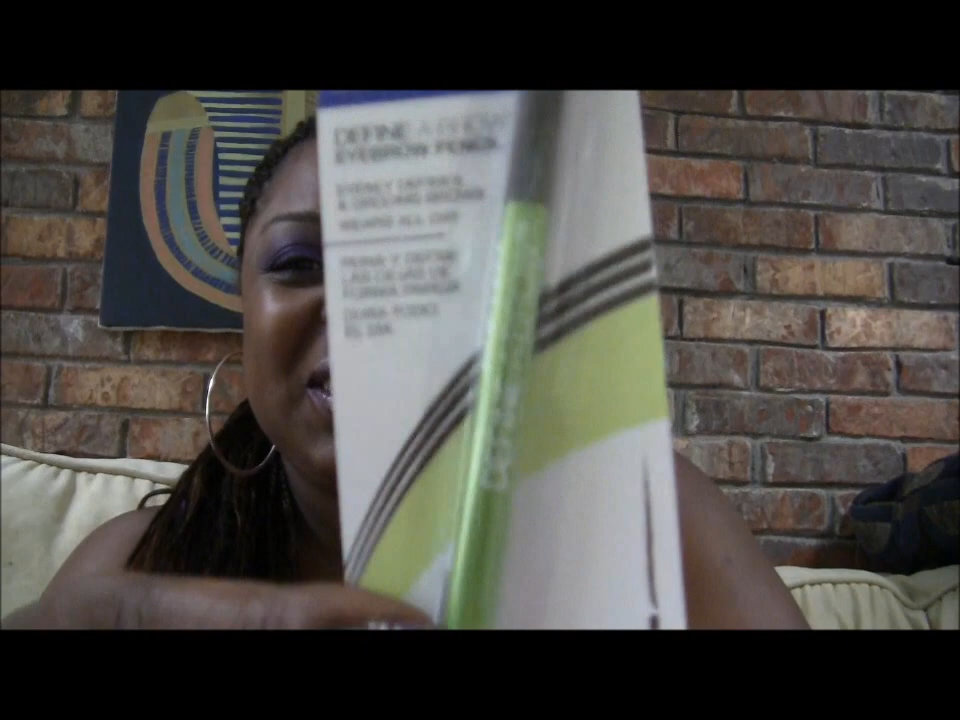 DEFINE-A-BROW
EYEBROW PENCIL
EVENLY DEFINES
& GROOMS BROWS
WEARS ALL DAY
PEINA Y DEFINE
LAS CEJAS DE
FORMA PAREJA
DURA TODO
EL DÍA